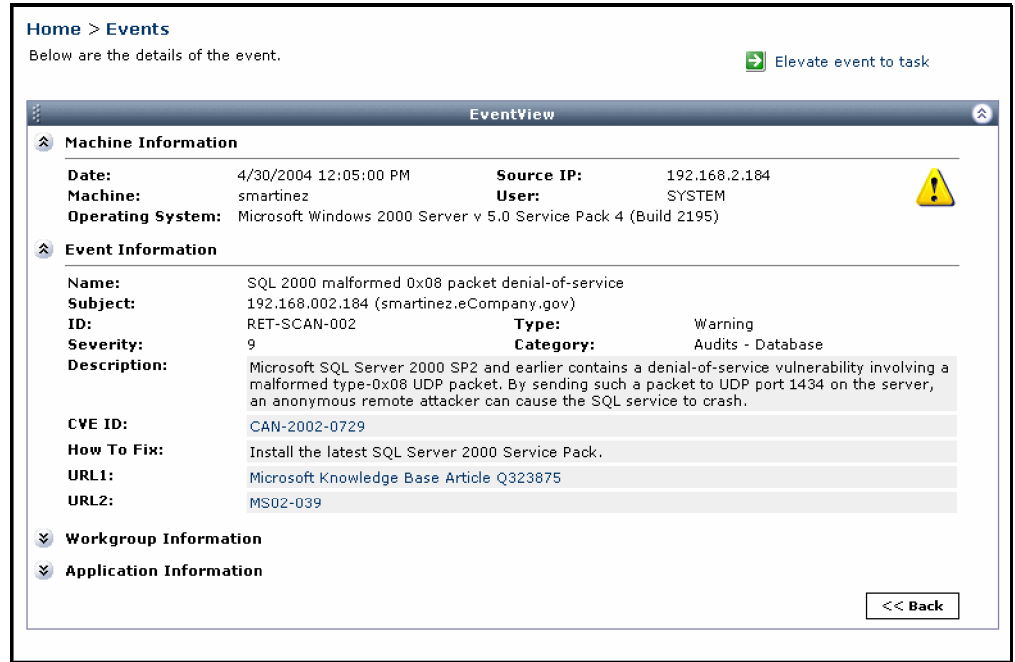 Home > Events
Below are the details of the event.
Elevate event to task
EventView
Machine Information
Date: 4/30/2004 12:05:00 PM Source IP: 192.168.2.184
Machine: smartinez User: SYSTEM
Operating System: Microsoft Windows 2000 Server v 5.0 Service Pack 4 (Build 2195)
Event Information
Name: SQL 2000 malformed 0x08 packet denial-of-service
Subject: 192.168.002.184 (smartinez.eCompany.gov)
ID: RET-SCAN-002 Type: Warning
Severity: 9 Category: Audits - Database
Description: Microsoft SQL Server 2000 SP2 and earlier contains a denial-of-service vulnerability involving a
malformed type-0x08 UDP packet. By sending such a packet to UDP port 1434 on the server,
an anonymous remote attacker can cause the SQL service to crash.
CVE ID: CAN-2002-0729
How To Fix: Install the latest SQL Server 2000 Service Pack.
URL1: Microsoft Knowledge Base Article Q323875
URL2: MS02-039
Workgroup Information
Application Information
<< Back